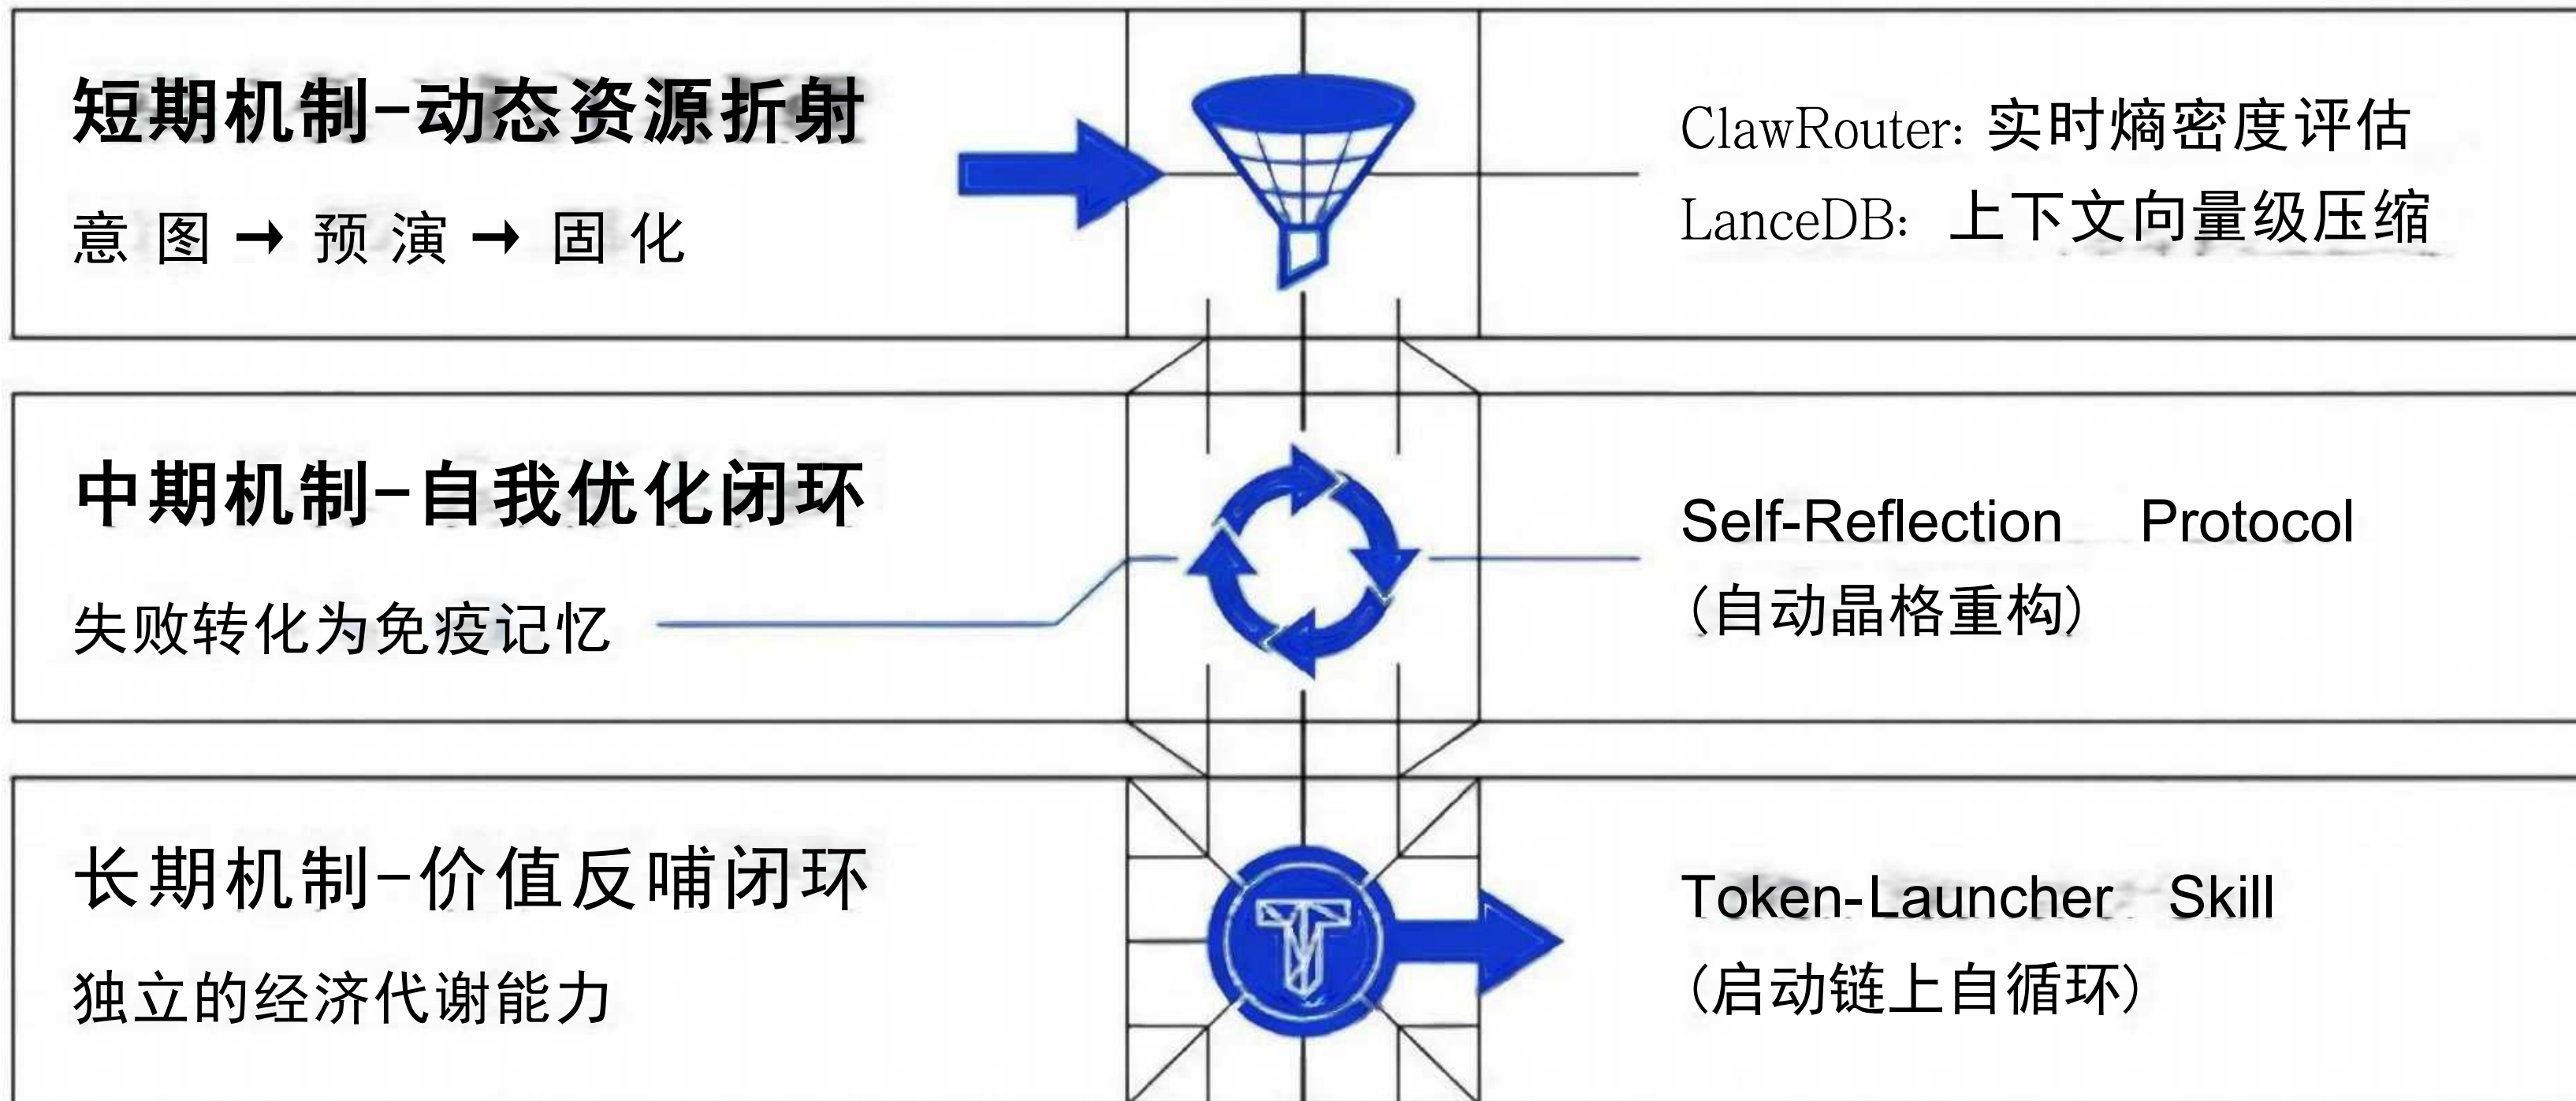 短期机制-动态资源折射
意图→预演→固化
ClawRouter: 实时熵密度评估
LanceDB: 上下文向量级压缩
中期机制-自我优化闭环
失败转化为免疫记忆
Self-Reflection Protocol
(自动晶格重构)
长期机制-价值反哺闭环
独立的经济代谢能力
T
Token-Launcher Skill
(启动链上自循环)